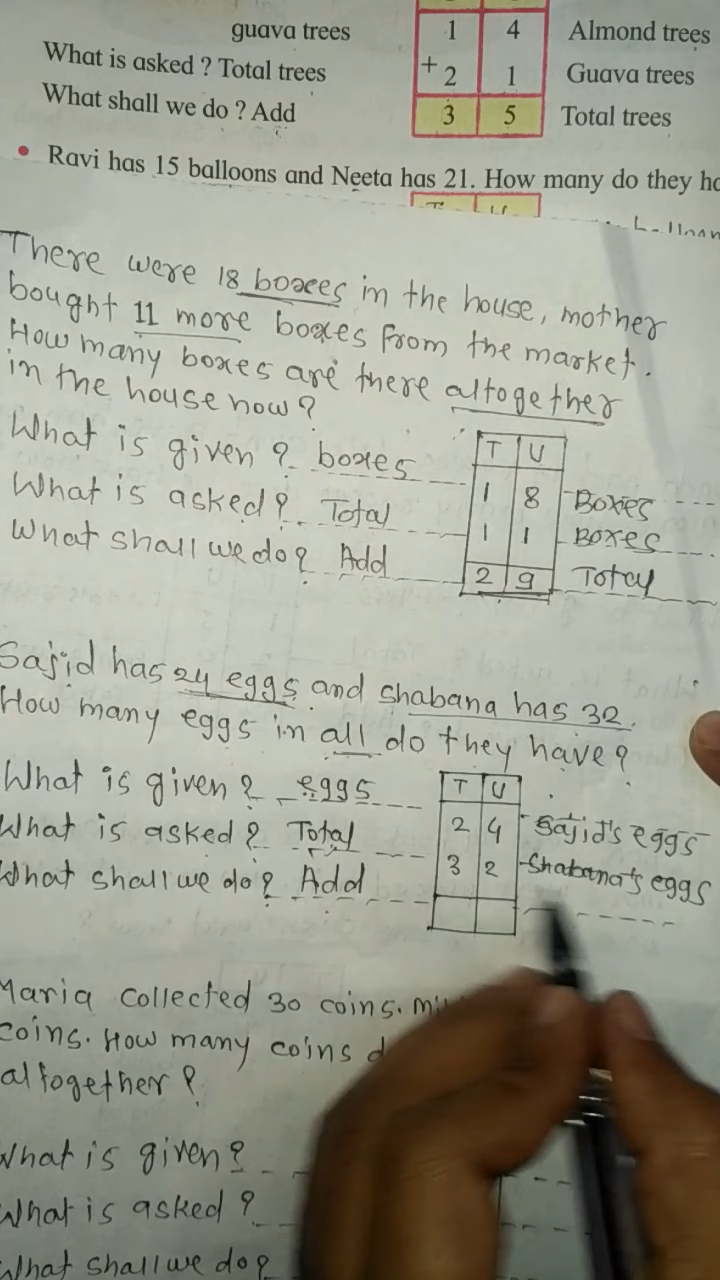 guava trees
1 4 Almond trees
What is asked ? Total trees
+ 2 1 Guava trees
What shall we do ? Add
3 5 Total trees
• Ravi has 15 balloons and Neeta has 21. How many do they
T U
There were 18 boxes in the house, mother
bought 11 more boxes from the market.
How many boxes are there altogether
in the house now?
What is given ? boxes
T U
What is asked? Total
1 8 Boxes
What shall we do? Add
1 1 Boxes
2 9 Total
Sajid has 24 eggs and shabana has 32.
How many eggs in all do they have?
What is given ? eggs
T U
What is asked? Total
2 4 Sajid's eggs
What shall we do? Add
3 2 Shabana's eggs
Maria collected 30 coins.
coins. How many coins
altogether?
What is given?
What is asked?
What shall we do?